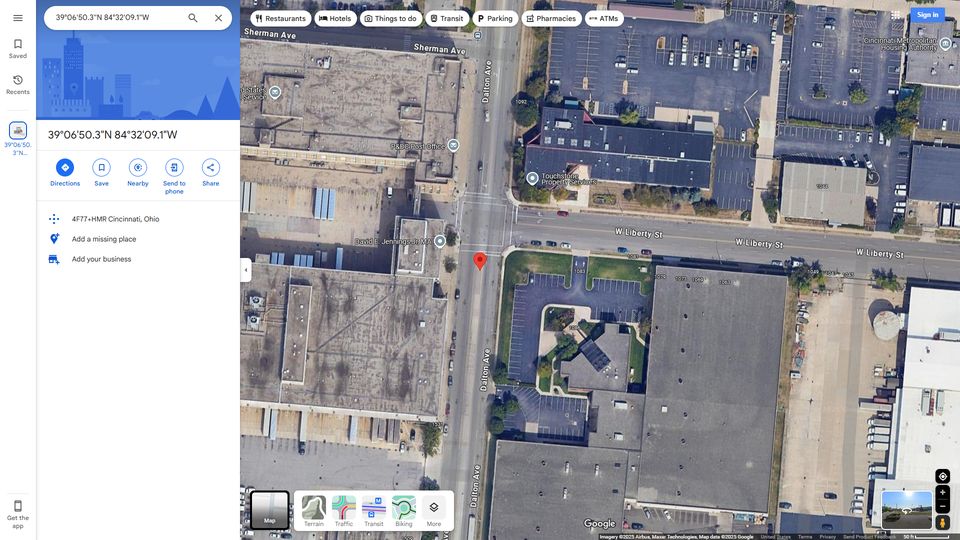 39°06'50.3"N 84°32'09.1"W
Restaurants
Hotels
Things to do
Transit
Parking
Pharmacies
ATMs
Sign in
Saved
Recents
39°06'50.
3"N...
Get the
app
39°06'50.3"N 84°32'09.1"W
Directions
Save
Nearby
Send to
phone
Share
4F77+HMR Cincinnati, Ohio
Add a missing place
Add your business
Sherman Ave
Sherman Ave
Dalton Ave
Cincinnati Metropolitan
Housing Authority
1092
Post Office
Touchstone
Property Services
1044
W Liberty St
W Liberty St
W Liberty St
David E. Jennings Jr, MAI
1083
Dalton Ave
Dalton Ave
Map
Terrain
Traffic
Transit
Biking
More
Google
Imagery ©2025 Airbus, Maxar Technologies, Map data ©2025 Google
United States
Terms
Privacy
Send Product Feedback
50 ft